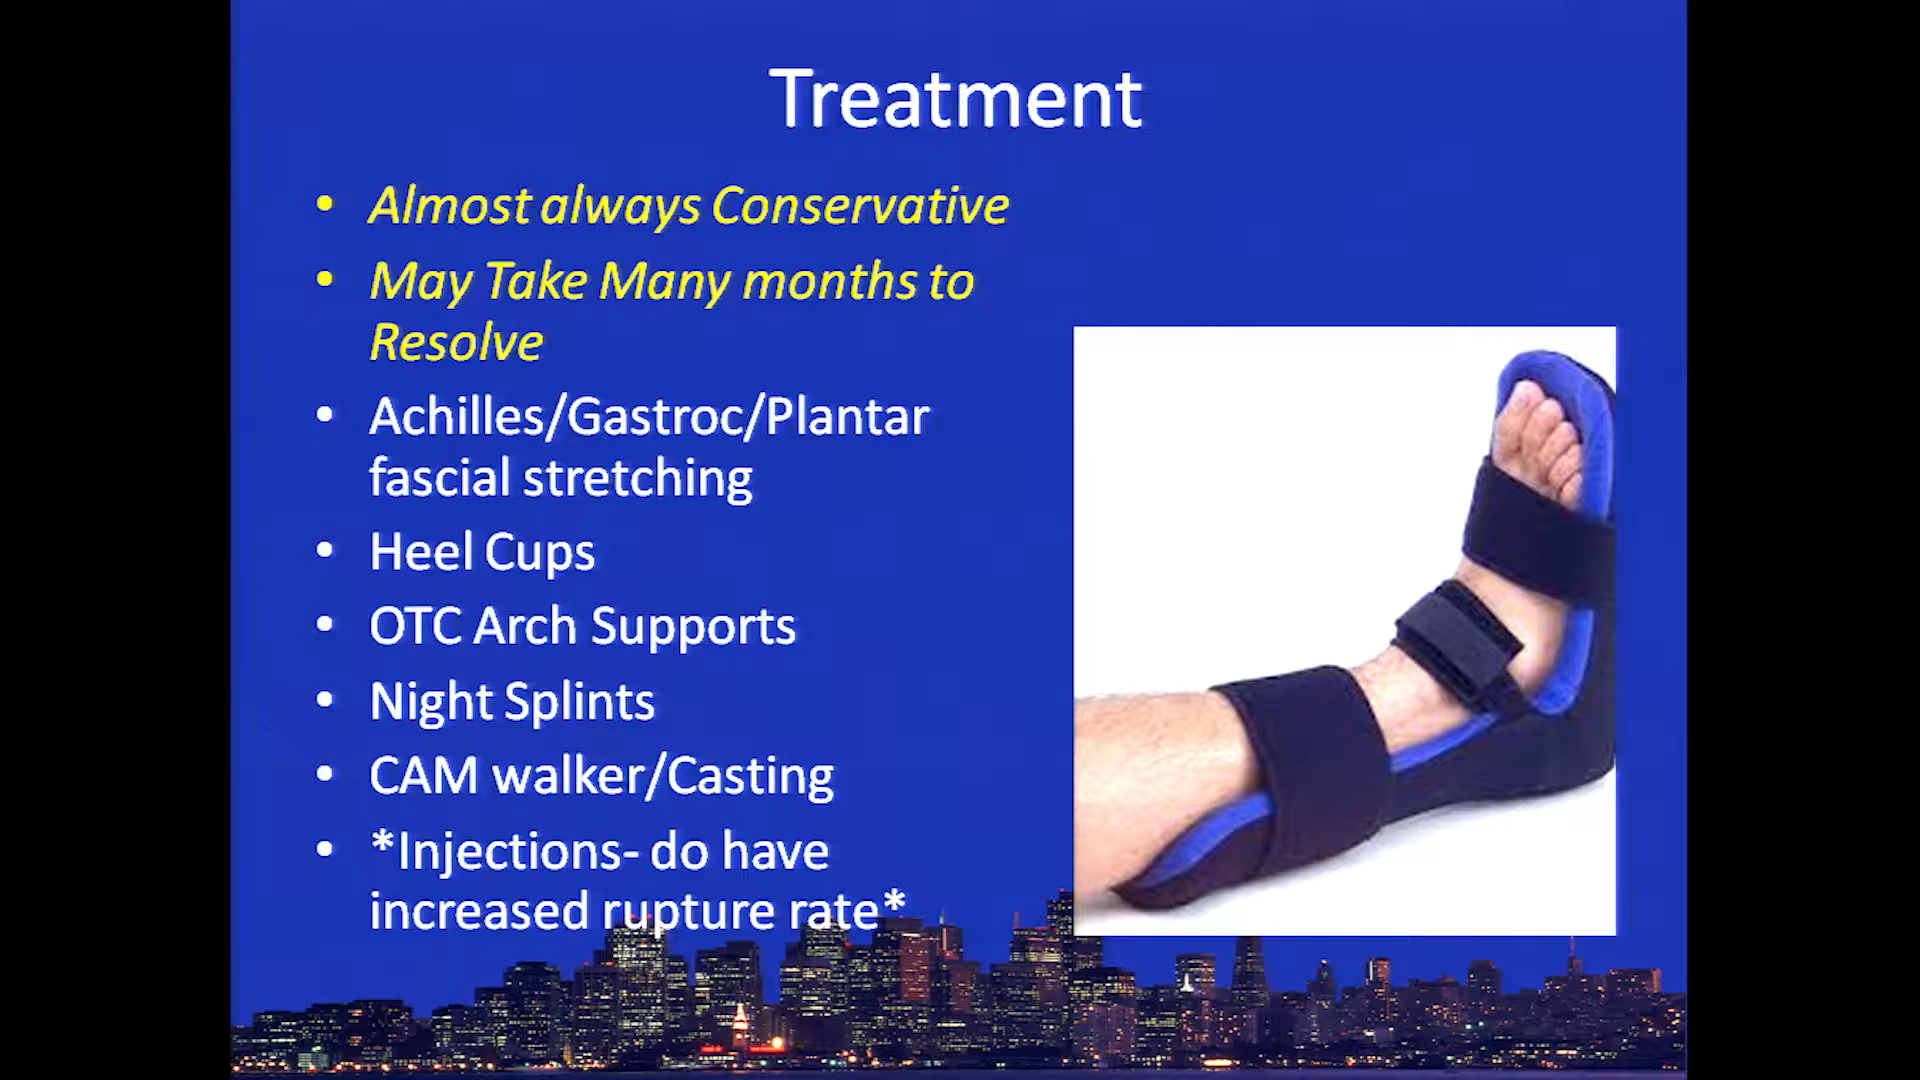 Treatment
• Almost always Conservative
• May Take Many months to
Resolve
• Achilles/Gastroc/Plantar
fascial stretching
• Heel Cups
• OTC Arch Supports
• Night Splints
• CAM walker/Casting
• *Injections- do have
increased rupture rate*